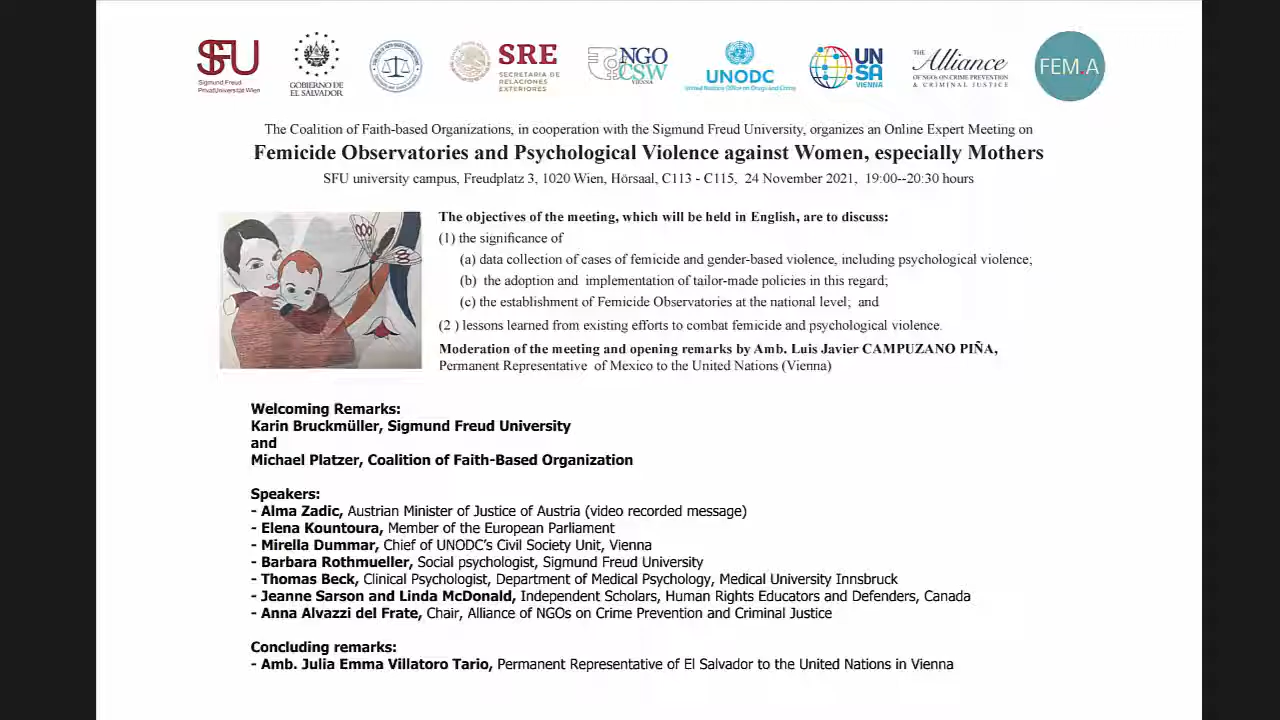 SFU
Sigmund Freud
PrivatUniversität Wien
GOBIERNO DE
EL SALVADOR
SRE
SECRETARÍA DE
RELACIONES
EXTERIORES
NGO
CSW
VIENNA
UNODC
United Nations Office on Drugs and Crime
UN
SA
VIENNA
THE
Alliance
OF NGOs ON CRIME PREVENTION
& CRIMINAL JUSTICE
FEM.A
The Coalition of Faith-based Organizations, in cooperation with the Sigmund Freud University, organizes an Online Expert Meeting on
Femicide Observatories and Psychological Violence against Women, especially Mothers
SFU university campus, Freudplatz 3, 1020 Wien, Hörsaal, C113 - C115, 24 November 2021, 19:00--20:30 hours
The objectives of the meeting, which will be held in English, are to discuss:
(1) the significance of
(a) data collection of cases of femicide and gender-based violence, including psychological violence;
(b) the adoption and implementation of tailor-made policies in this regard;
(c) the establishment of Femicide Observatories at the national level; and
(2 ) lessons learned from existing efforts to combat femicide and psychological violence.
Moderation of the meeting and opening remarks by Amb. Luis Javier CAMPUZANO PIÑA,
Permanent Representative of Mexico to the United Nations (Vienna)
Welcoming Remarks:
Karin Bruckmüller, Sigmund Freud University
and
Michael Platzer, Coalition of Faith-Based Organization
Speakers:
- Alma Zadic, Austrian Minister of Justice of Austria (video recorded message)
- Elena Kountoura, Member of the European Parliament
- Mirella Dummar, Chief of UNODC's Civil Society Unit, Vienna
- Barbara Rothmueller, Social psychologist, Sigmund Freud University
- Thomas Beck, Clinical Psychologist, Department of Medical Psychology, Medical University Innsbruck
- Jeanne Sarson and Linda McDonald, Independent Scholars, Human Rights Educators and Defenders, Canada
- Anna Alvazzi del Frate, Chair, Alliance of NGOs on Crime Prevention and Criminal Justice
Concluding remarks:
- Amb. Julia Emma Villatoro Tario, Permanent Representative of El Salvador to the United Nations in Vienna